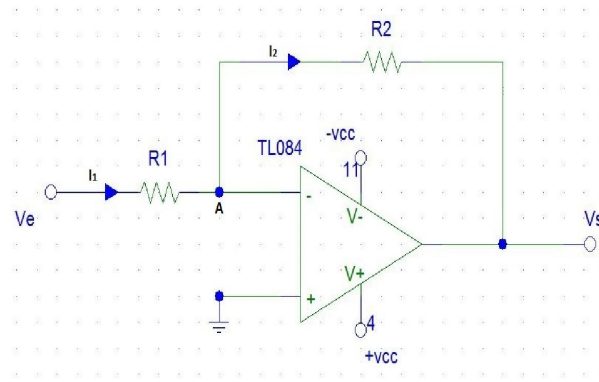 R2
I₂
-vcc
TL084
11
R1
I₁
V-
-
A
Ve
Vs
V+
+
4
+vcc